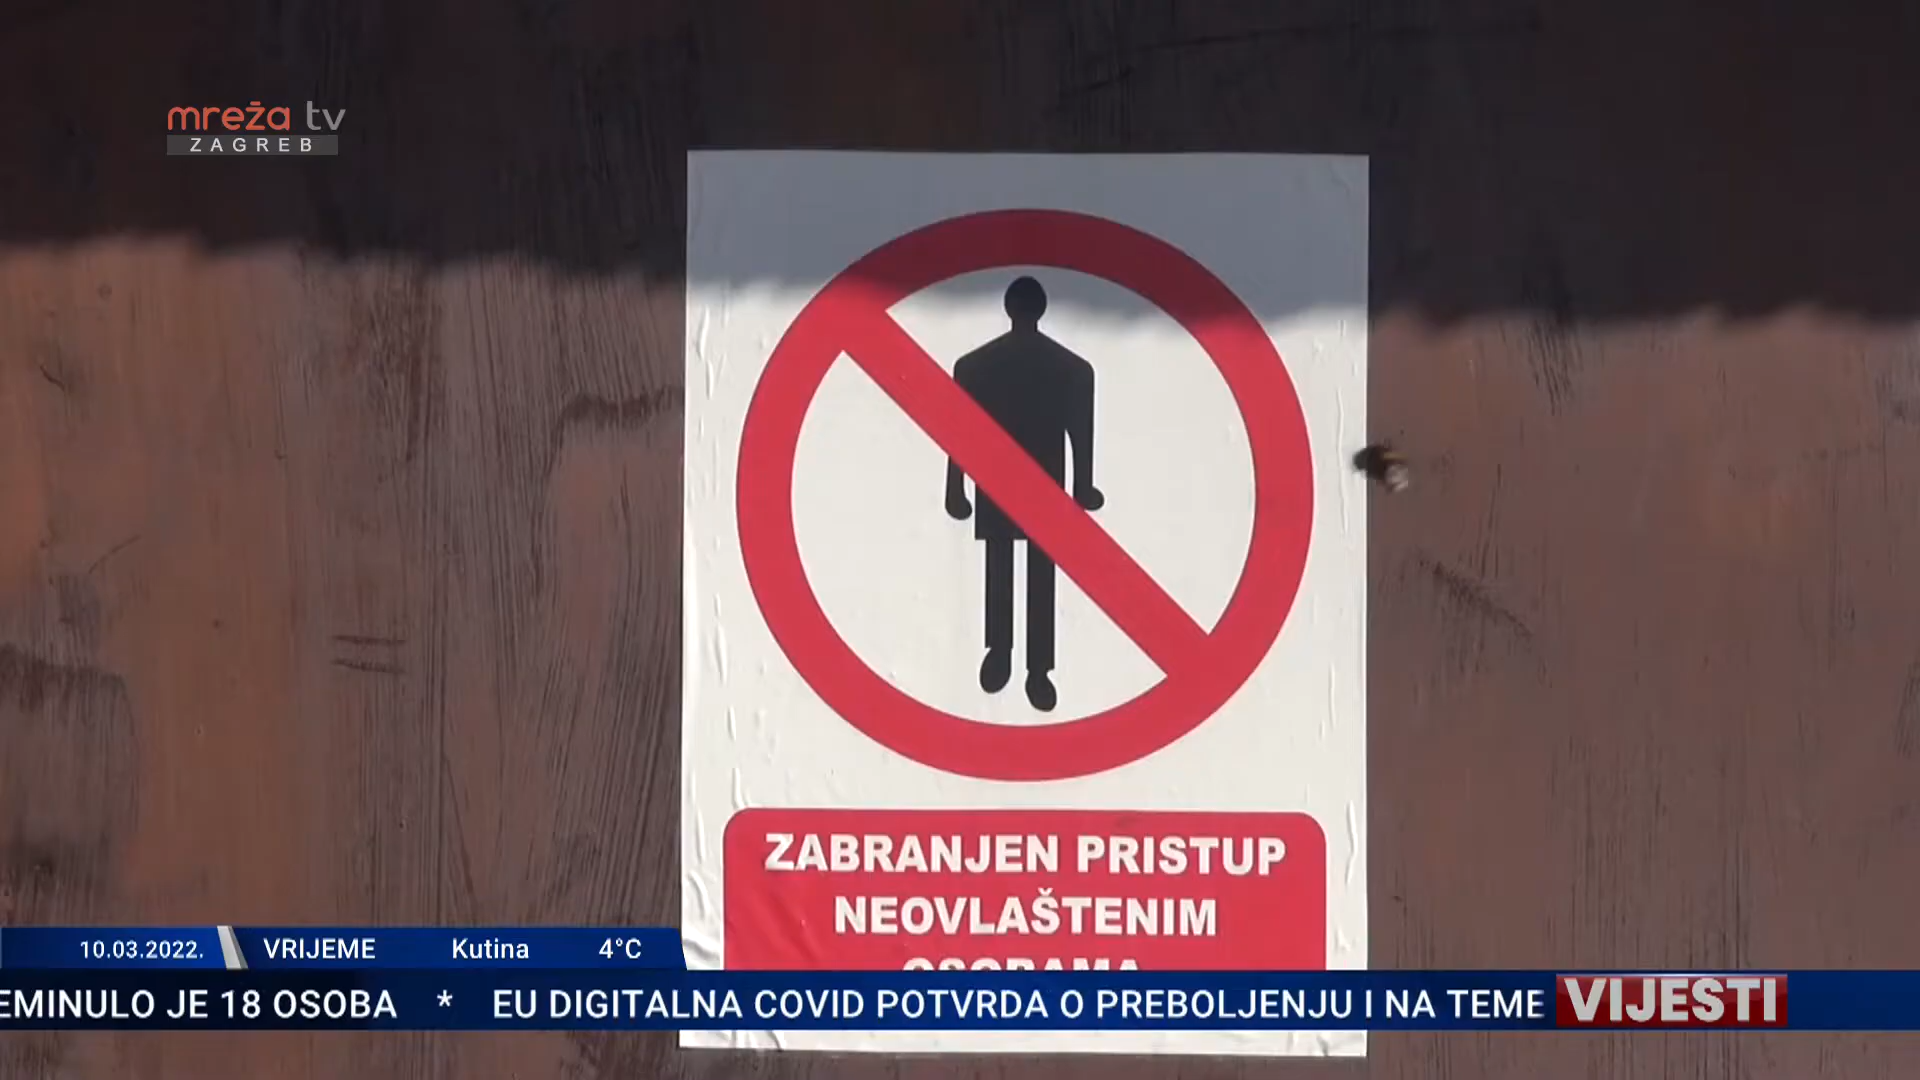 mreža tv
ZAGREB
ZABRANJEN PRISTUP
NEOVLAŠTENIM
OSOBAMA
10.03.2022. VRIJEME Kutina 4°C
EMINULO JE 18 OSOBA * EU DIGITALNA COVID POTVRDA O PREBOLJENJU I NA TEME
VIJESTI